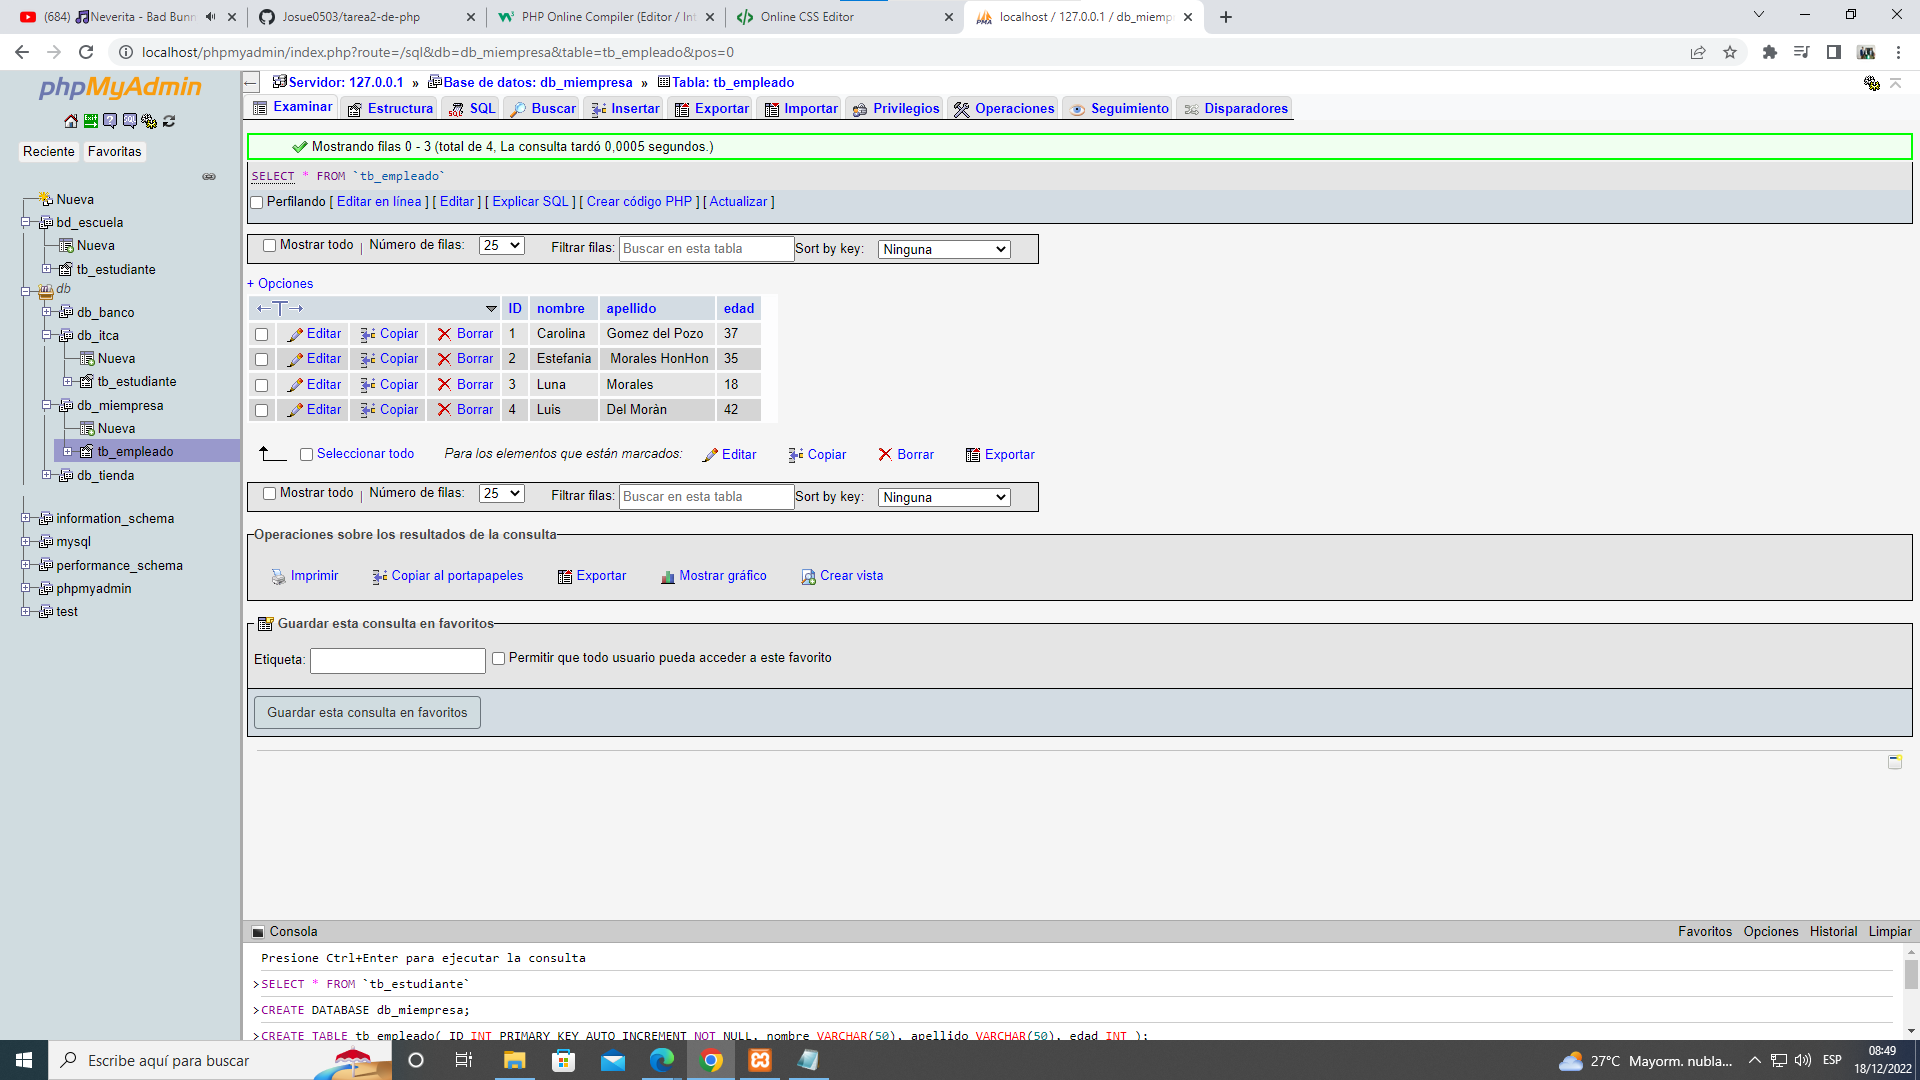 (684) 🎵Neverita - Bad Bunn
Josue0503/tarea2-de-php
PHP Online Compiler (Editor / Int
Online CSS Editor
localhost / 127.0.0.1 / db_miemp
localhost/phpmyadmin/index.php?route=/sql&db=db_miempresa&table=tb_empleado&pos=0
phpMyAdmin
Reciente Favoritas
Nueva
bd_escuela
Nueva
tb_estudiante
db
db_banco
db_itca
Nueva
tb_estudiante
db_miempresa
Nueva
tb_empleado
db_tienda
information_schema
mysql
performance_schema
phpmyadmin
test
Servidor: 127.0.0.1 » Base de datos: db_miempresa » Tabla: tb_empleado
Examinar Estructura SQL Buscar Insertar Exportar Importar Privilegios Operaciones Seguimiento Disparadores
Mostrando filas 0 - 3 (total de 4, La consulta tardó 0,0005 segundos.)
SELECT * FROM `tb_empleado`
Perfilando [ Editar en línea ] [ Editar ] [ Explicar SQL ] [ Crear código PHP ] [ Actualizar ]
Mostrar todo | Número de filas: 25 Filtrar filas: Buscar en esta tabla Sort by key: Ninguna
+ Opciones
←T→ ID nombre apellido edad
Editar Copiar Borrar 1 Carolina Gomez del Pozo 37
Editar Copiar Borrar 2 Estefania Morales HonHon 35
Editar Copiar Borrar 3 Luna Morales 18
Editar Copiar Borrar 4 Luis Del Moràn 42
Seleccionar todo Para los elementos que están marcados: Editar Copiar Borrar Exportar
Mostrar todo | Número de filas: 25 Filtrar filas: Buscar en esta tabla Sort by key: Ninguna
Operaciones sobre los resultados de la consulta
Imprimir Copiar al portapapeles Exportar Mostrar gráfico Crear vista
Guardar esta consulta en favoritos
Etiqueta: Permitir que todo usuario pueda acceder a este favorito
Guardar esta consulta en favoritos
Consola Favoritos Opciones Historial Limpiar
Presione Ctrl+Enter para ejecutar la consulta
>SELECT * FROM `tb_estudiante`
>CREATE DATABASE db_miempresa;
>CREATE TABLE tb_empleado( ID INT PRIMARY KEY AUTO_INCREMENT NOT NULL, nombre VARCHAR(50), apellido VARCHAR(50), edad INT );
Escribe aquí para buscar
27°C Mayorm. nubla...
ESP
08:49
18/12/2022